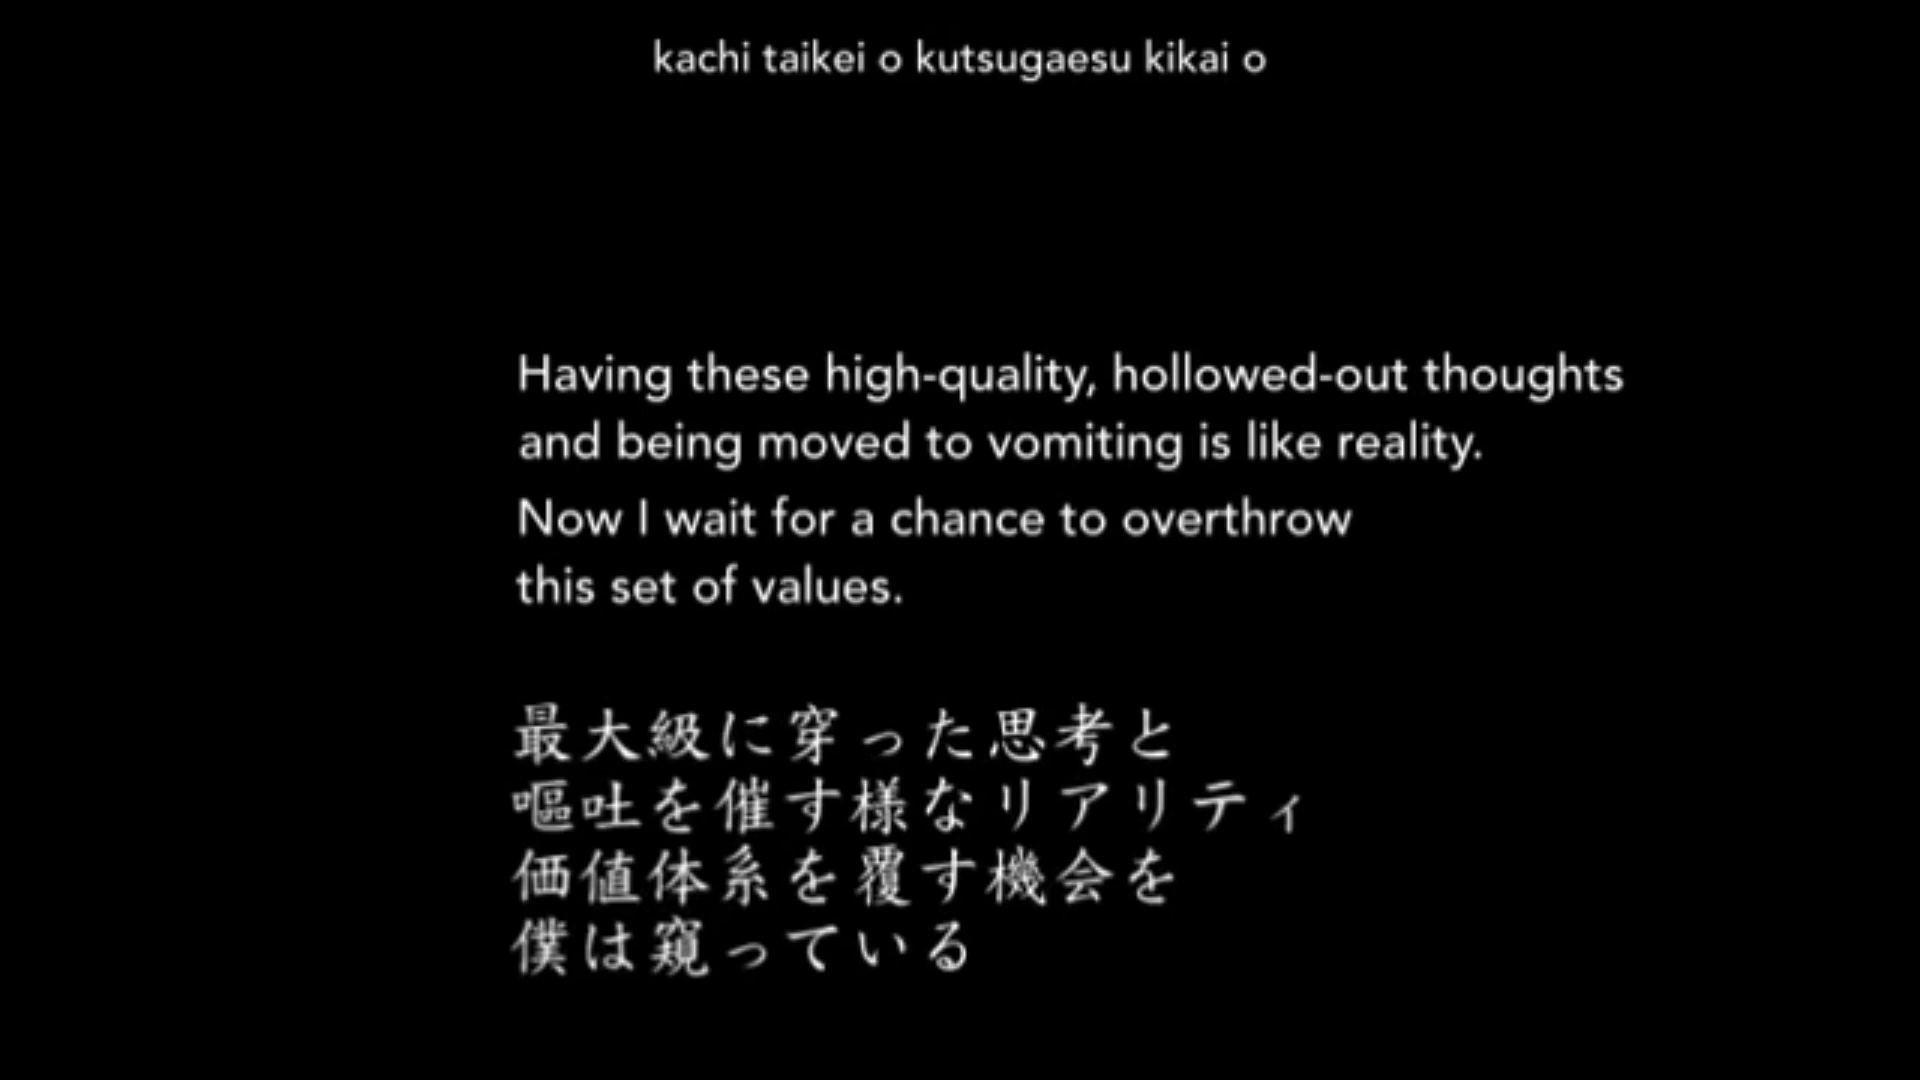 kachi taikei o kutsugaesu kikai o
Having these high-quality, hollowed-out thoughts
and being moved to vomiting is like reality.
Now I wait for a chance to overthrow
this set of values.
最大級に穿った思考と
嘔吐を催す様なリアリティ
価値体系を覆す機会を
僕は窺っている